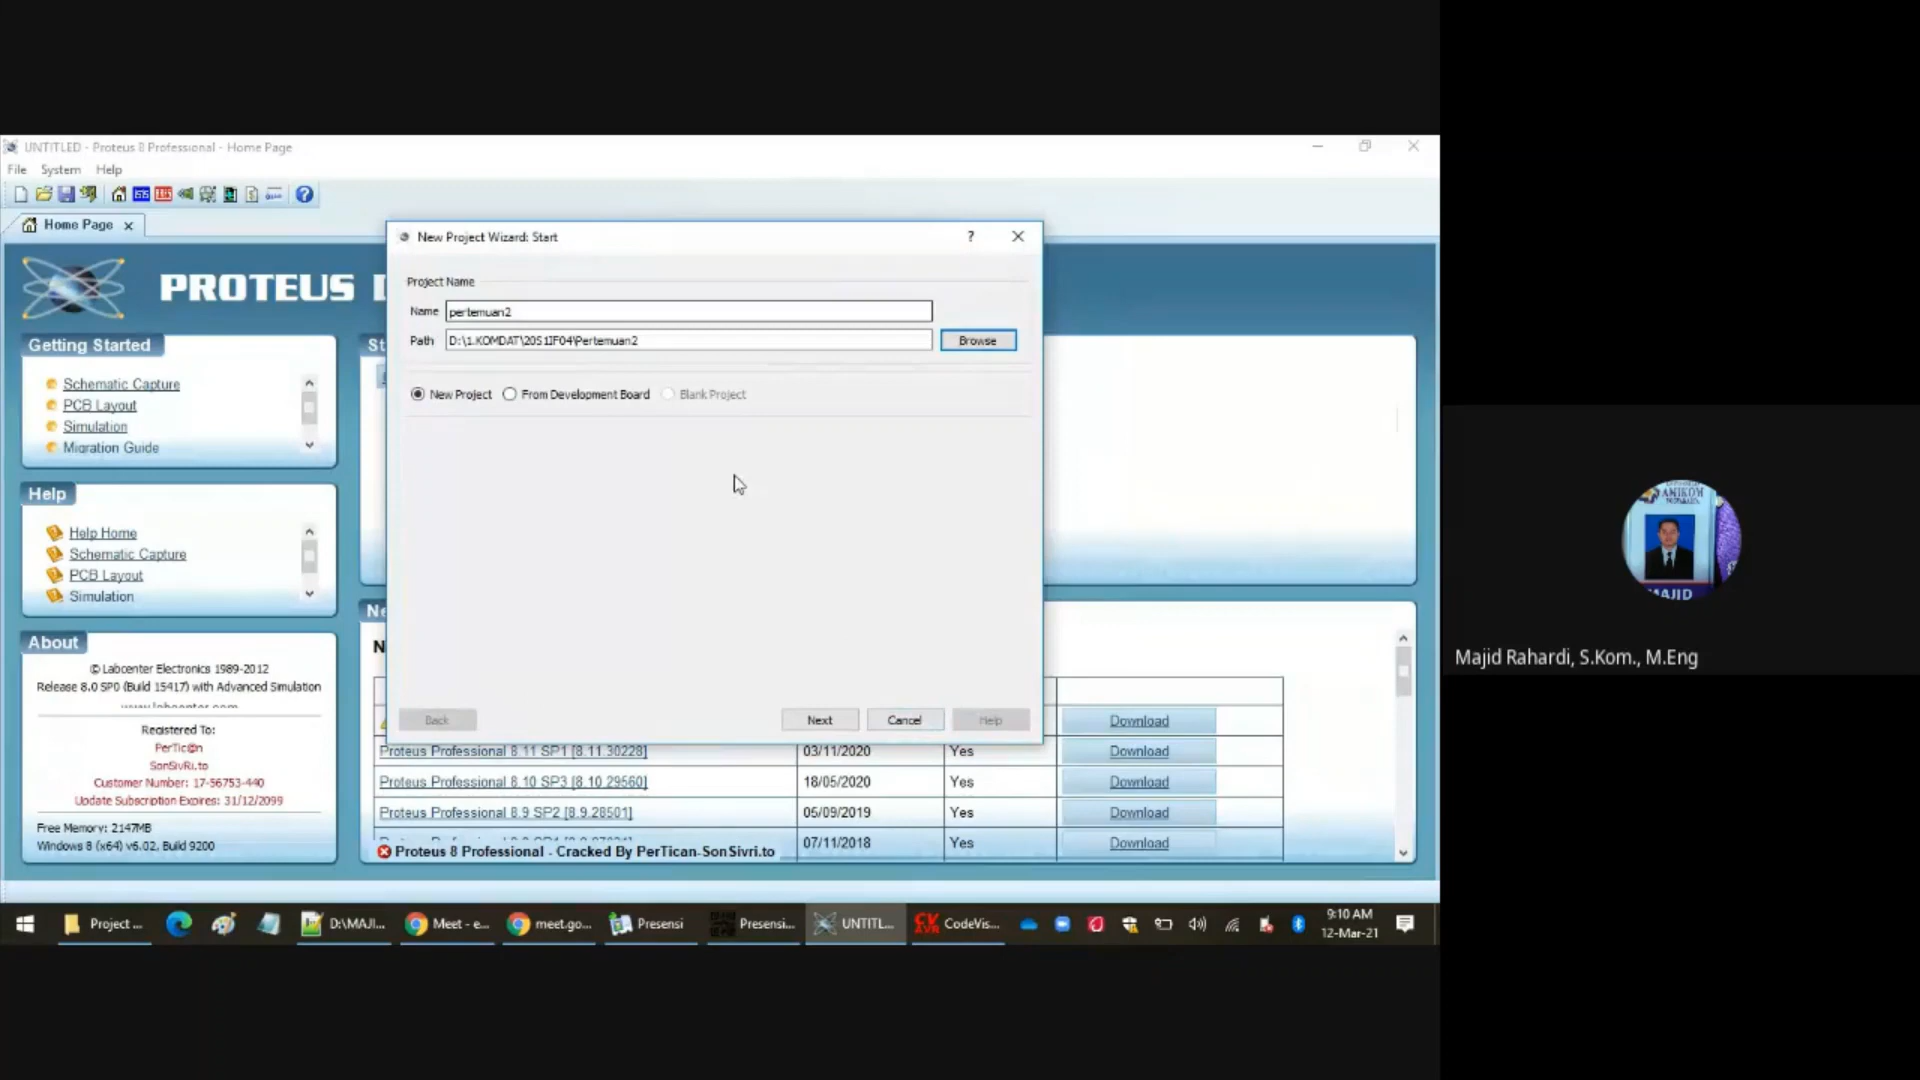 UNTITLED - Proteus 8 Professional - Home Page
File System Help
Home Page
PROTEUS
Getting Started
Schematic Capture
PCB Layout
Simulation
Migration Guide
Help
Help Home
Schematic Capture
PCB Layout
Simulation
About
© Labcenter Electronics 1989-2012
Release 8.0 SP0 (Build 15417) with Advanced Simulation
www.labcenter.com
Registered To:
PerTic@n
SonSivRi.to
Customer Number: 17-56753-440
Update Subscription Expires: 31/12/2099
Free Memory: 2147MB
Windows 8 (x64) v6.02, Build 9200
St
Ne
N
New Project Wizard: Start
?
Project Name
Name pertemuan2
Path D:\1.KOMDAT\20S1IF04\Pertemuan2 Browse
New Project From Development Board Blank Project
Back Next Cancel Help
Download
Proteus Professional 8.11 SP1 [8.11.30228] 03/11/2020 Yes Download
Proteus Professional 8.10 SP3 [8.10.29560] 18/05/2020 Yes Download
Proteus Professional 8.9 SP2 [8.9.28501] 05/09/2019 Yes Download
07/11/2018 Yes Download
Proteus 8 Professional - Cracked By PerTican-SonSivri.to
Project ... D:\MAJI... Meet - e... meet.go... Presensi Presensi... UNTITL... CodeVis...
9:10 AM
12-Mar-21
AMIKOM
MAJID
Majid Rahardi, S.Kom., M.Eng